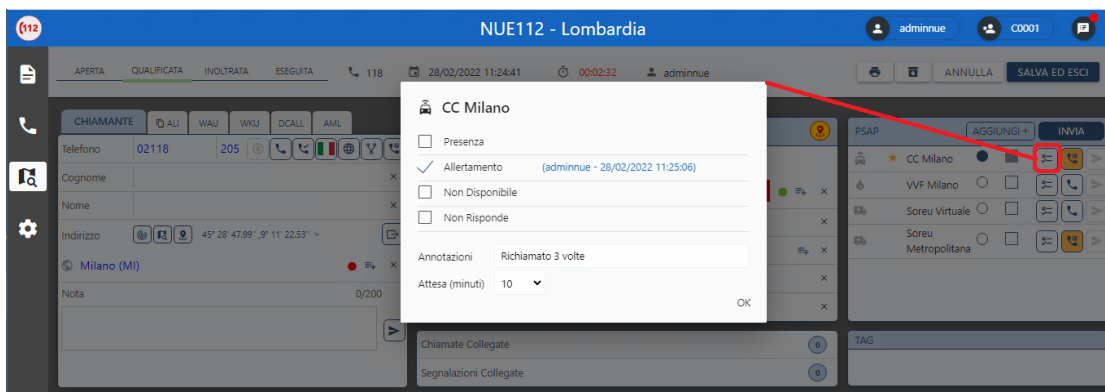 (112
NUE112 - Lombardia
adminnue
C0001
APERTA
QUALIFICATA
INOLTRATA
ESEGUITA
118
28/02/2022 11:24:41
00:02:32
adminnue
ANNULLA
SALVA ED ESCI
CHIAMANTE
ALI
WAU
WKU
DCALL
AML
Telefono
02118
205
Cognome
Nome
Indirizzo
45° 28' 47.99'' ,9° 11' 22.53''
Milano (MI)
Nota
0/200
CC Milano
Presenza
Allertamento
(adminnue - 28/02/2022 11:25:06)
Non Disponibile
Non Risponde
Annotazioni
Richiamato 3 volte
Attesa (minuti)
10
OK
Chiamate Collegate
0
Segnalazioni Collegate
0
PSAP
AGGIUNGI +
INVIA
CC Milano
VVF Milano
Soreu Virtuale
Soreu
Metropolitana
TAG